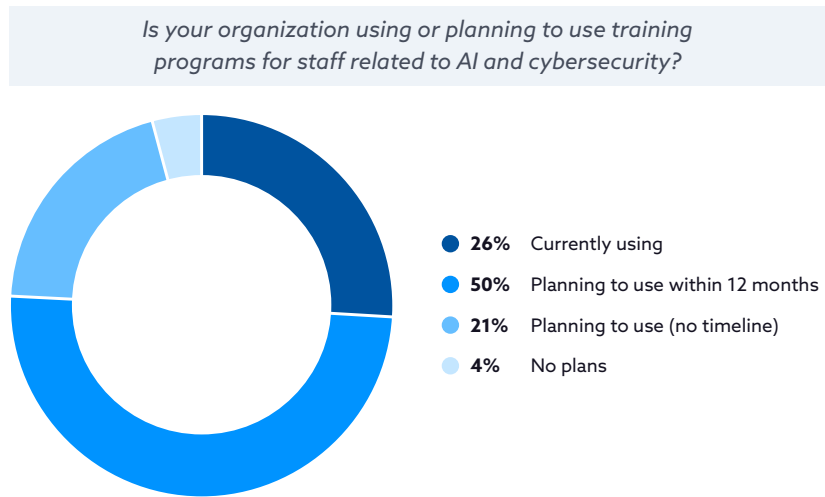 Is your organization using or planning to use training
programs for staff related to AI and cybersecurity?
26% Currently using
50% Planning to use within 12 months
21% Planning to use (no timeline)
4% No plans